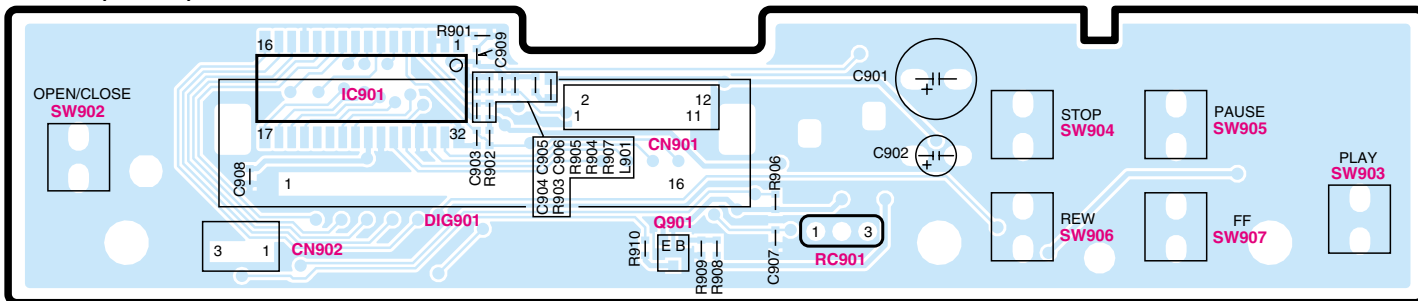 R901
16
1
C909
IC901
17
32
OPEN/CLOSE
SW902
C903
R902
C904 C905
R903 C906
R905
R904
R907
L901
2
12
1
11
CN901
C901
C902
STOP
SW904
PAUSE
SW905
PLAY
SW903
C908
1
16
DIG901
R906
CN902
3
1
Q901
R910
E B
R909
R908
C907
1
3
RC901
REW
SW906
FF
SW907